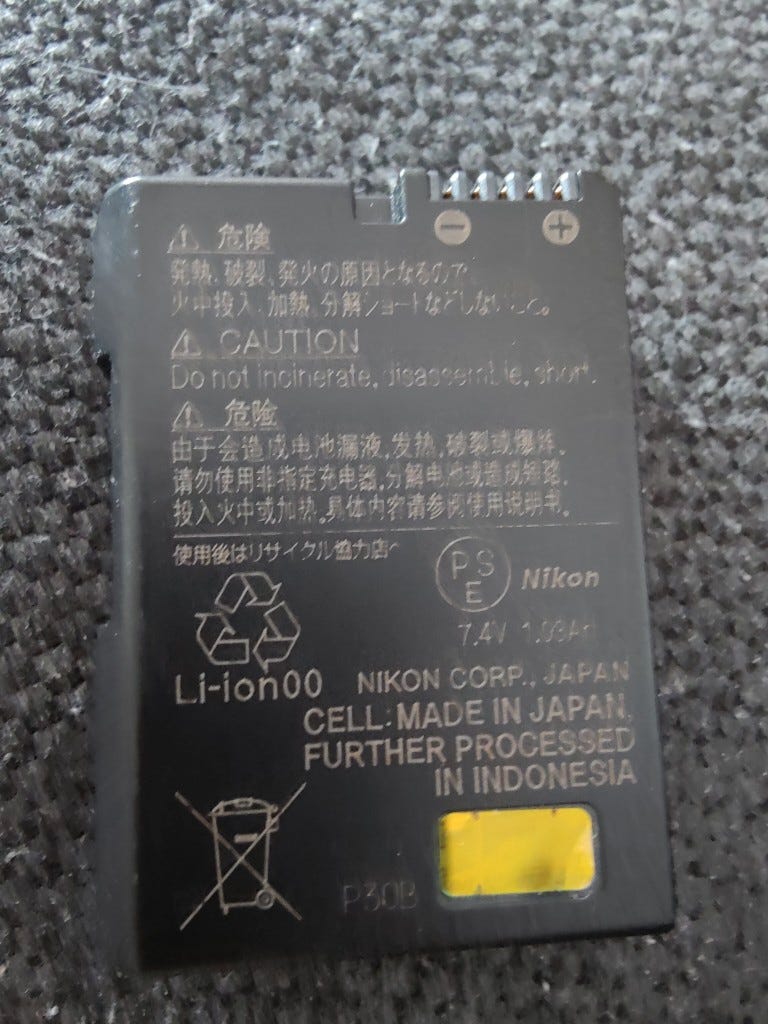 − +
⚠ 危険
発熱、破裂、発火の原因となるので、
火中投入、加熱、分解ショートなどしないこと。
⚠ CAUTION
Do not incinerate, disassemble, short.
⚠ 危险
由于会造成电池漏液，发热，破裂或爆炸，
请勿使用非指定充电器，分解电池或造成短路，
投入火中或加热。具体内容请参阅使用说明书。
使用後はリサイクル協力店へ
PS
E
Nikon
7.4V 1.03Ah
Li-ion00
NIKON CORP., JAPAN
CELL: MADE IN JAPAN,
FURTHER PROCESSED
IN INDONESIA
P30B